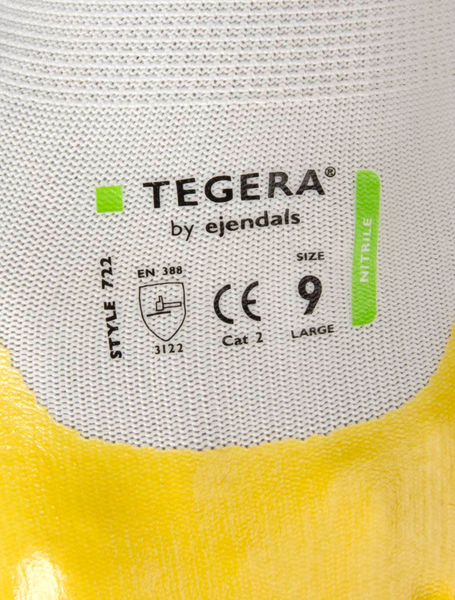 TEGERA®
by ejendals
STYLE 722
EN 388
3122
CE
Cat 2
SIZE
9
LARGE
NITRILE